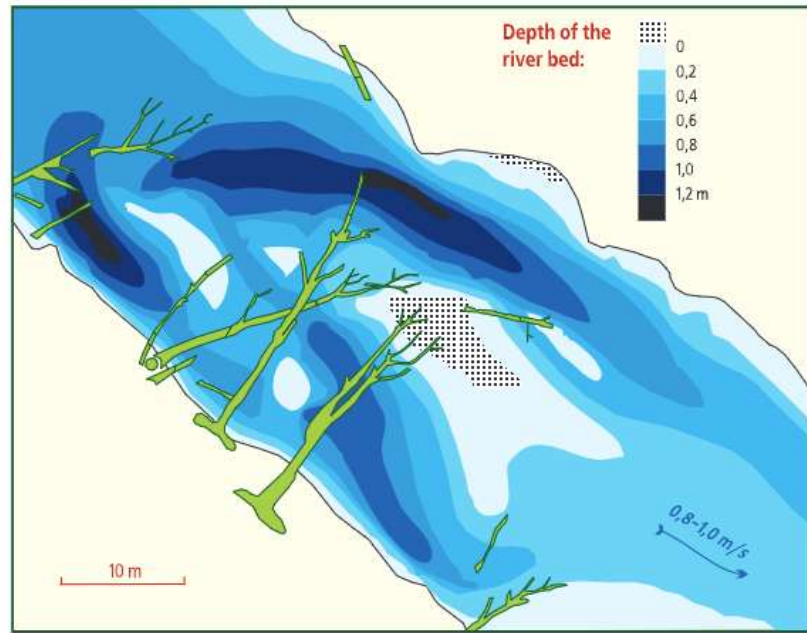 Depth of the
river bed:
0
0,2
0,4
0,6
0,8
1,0
1,2 m
0,8-1,0 m/s
10 m